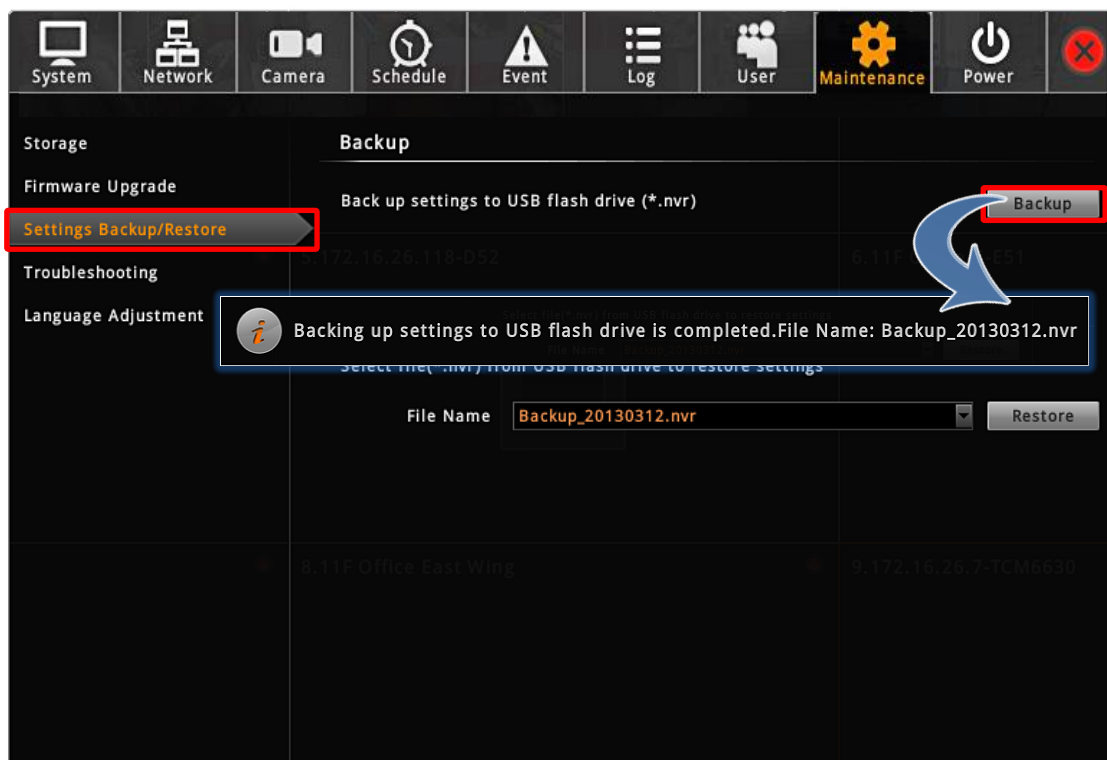 System Network Camera Schedule Event Log User Maintenance Power
Storage
Firmware Upgrade
Settings Backup/Restore
Troubleshooting
Language Adjustment
Backup
Back up settings to USB flash drive (*.nvr)
Backup
5.172.16.26.118-D52
6.11F
-E51
Backing up settings to USB flash drive is completed.File Name: Backup_20130312.nvr
Select file(*.nvr) from USB flash drive to restore settings
File Name
Backup_20130312.nvr
Restore
8.11F Office East Wing
9.172.16.26.7-TCM6630